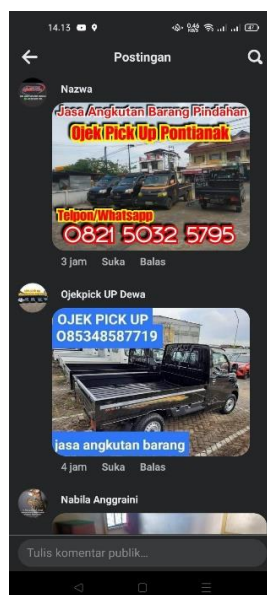 14.13
Postingan
Nazwa
Jasa Angkutan Barang Pindahan
Ojek Pick Up Pontianak
Telpon/Whatsapp
0821 5032 5795
3 jam Suka Balas
Ojekpick UP Dewa
OJEK PICK UP
085348587719
jasa angkutan barang
4 jam Suka Balas
Nabila Anggraini
Tulis komentar publik...